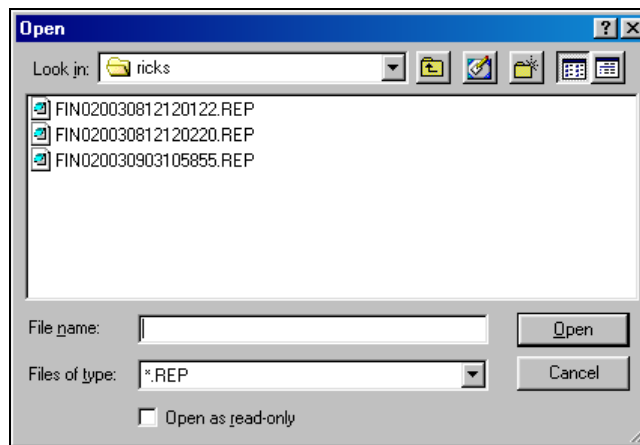 Open
Look in: ricks
FIN020030812120122.REP
FIN020030812120220.REP
FIN020030903105855.REP
File name:
Open
Files of type: *.REP
Cancel
Open as read-only